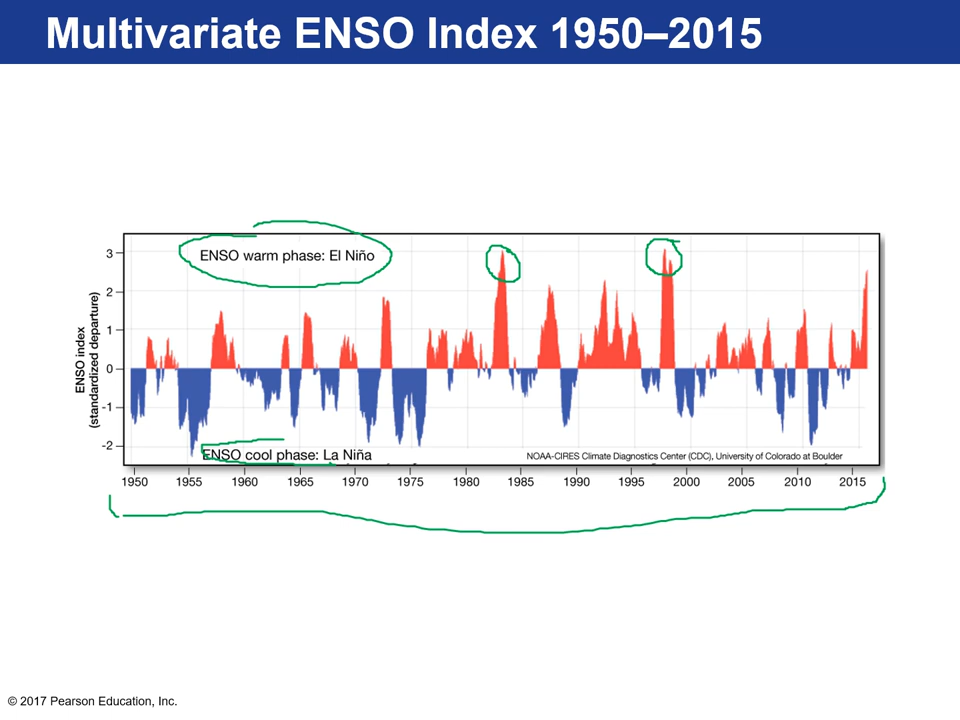 Multivariate ENSO Index 1950–2015
ENSO index
(standardized departure)
3
2
1
0
-1
-2
ENSO warm phase: El Niño
ENSO cool phase: La Niña
NOAA-CIRES Climate Diagnostics Center (CDC), University of Colorado at Boulder
1950 1955 1960 1965 1970 1975 1980 1985 1990 1995 2000 2005 2010 2015
© 2017 Pearson Education, Inc.